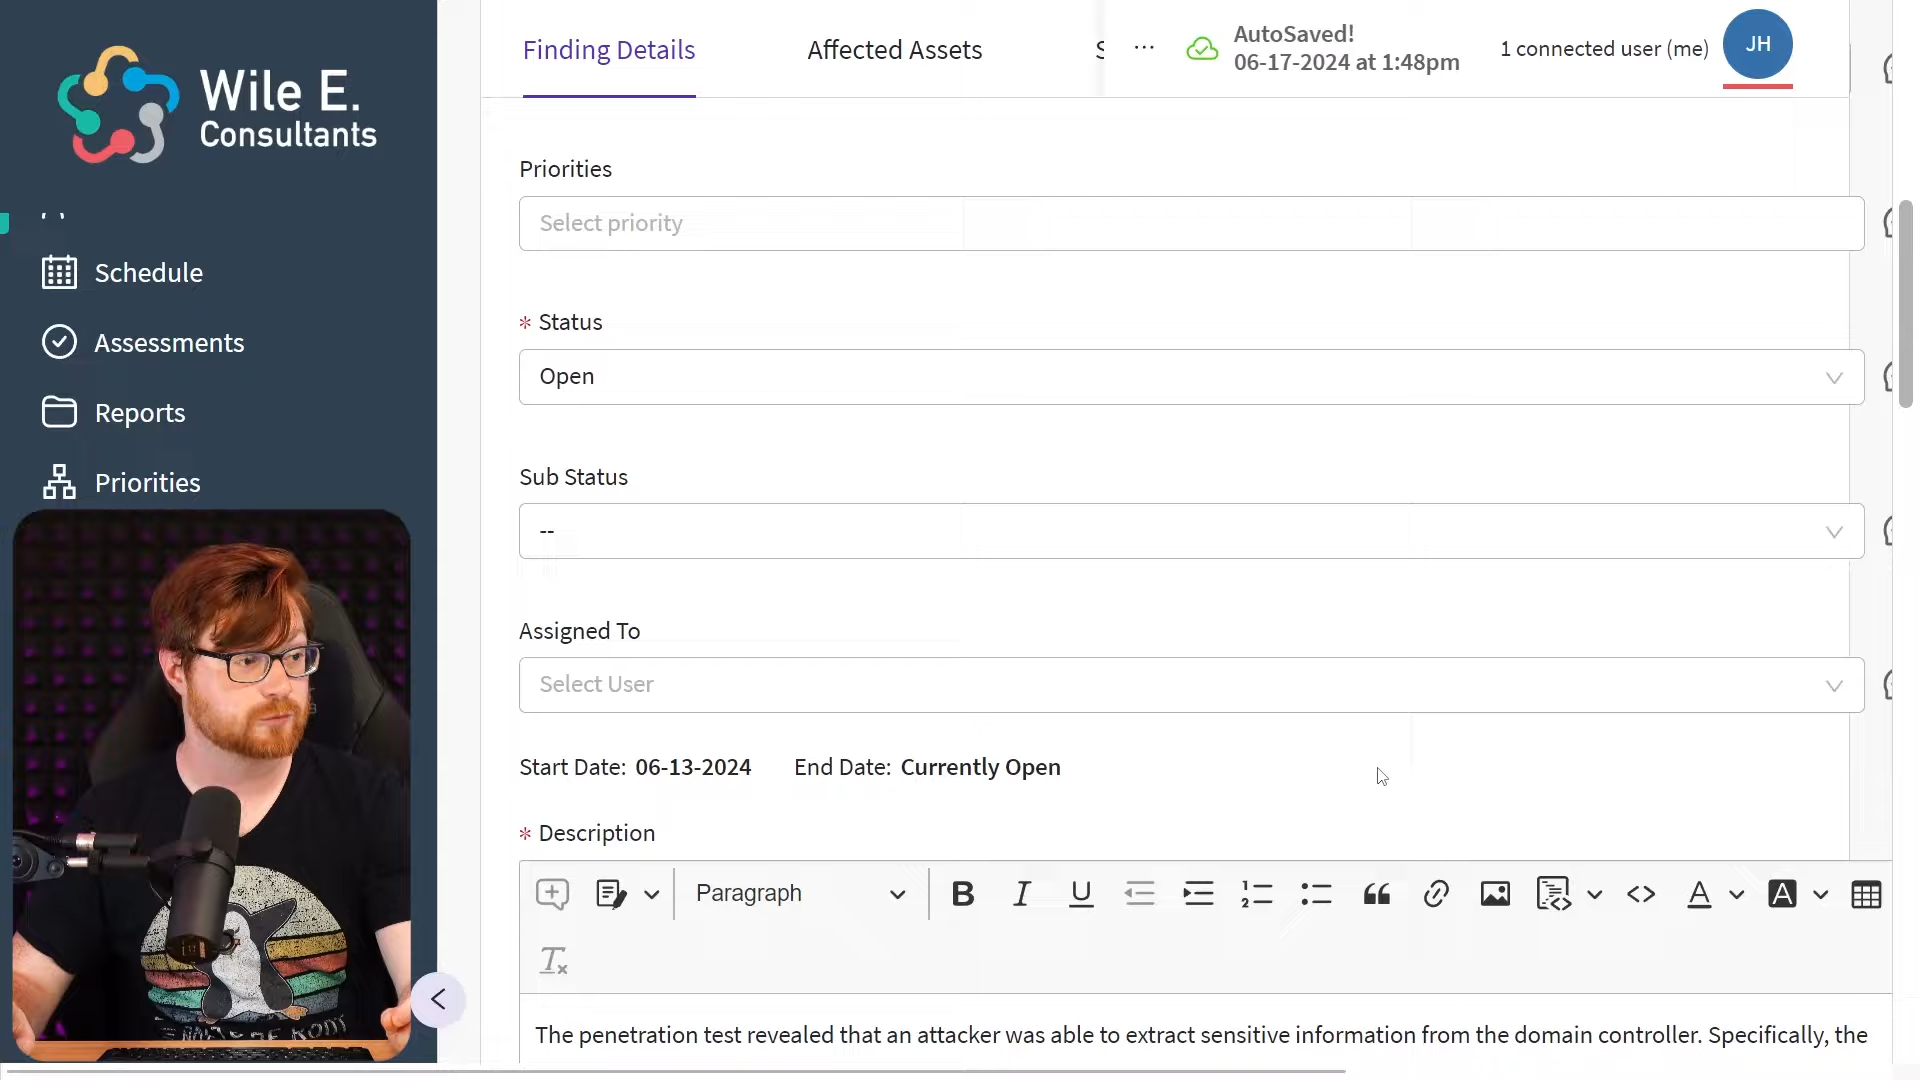 Wile E.
Consultants
Schedule
Assessments
Reports
Priorities
Finding Details
Affected Assets
AutoSaved!
06-17-2024 at 1:48pm
1 connected user (me)
JH
Priorities
Select priority
* Status
Open
Sub Status
--
Assigned To
Select User
Start Date: 06-13-2024 End Date: Currently Open
* Description
Paragraph
The penetration test revealed that an attacker was able to extract sensitive information from the domain controller. Specifically, the